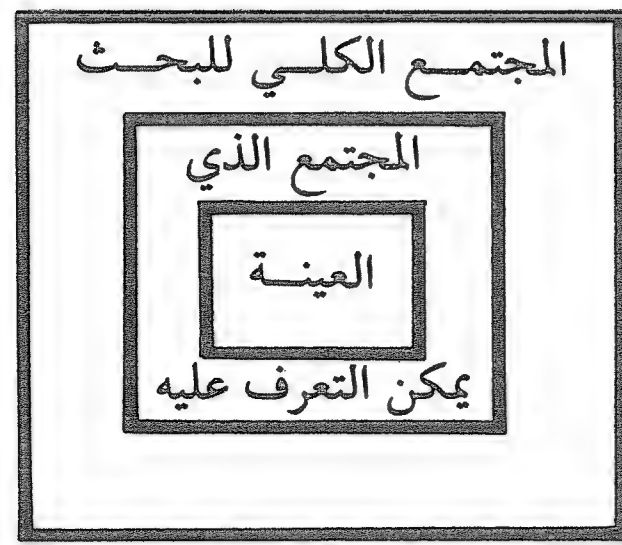 المجتمع الكلي للبحث
المجتمع الذي
العينة
يمكن التعرف عليه